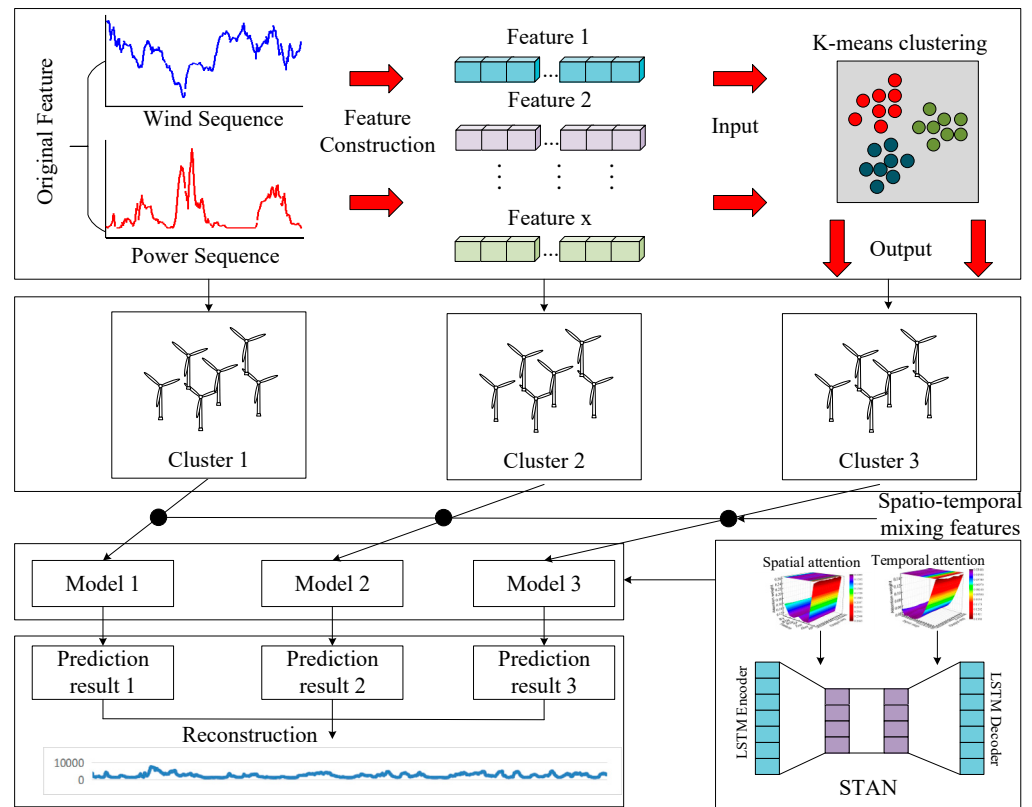 Original Feature
Wind Sequence
Power Sequence
Feature
Construction
Feature 1
Feature 2
Feature x
Input
K-means clustering
Output
Cluster 1
Cluster 2
Cluster 3
Spatio-temporal
mixing features
Model 1
Model 2
Model 3
Prediction
result 1
Prediction
result 2
Prediction
result 3
Reconstruction
10000
0
Spatial attention
Temporal attention
LSTM Encoder
LSTM Decoder
STAN